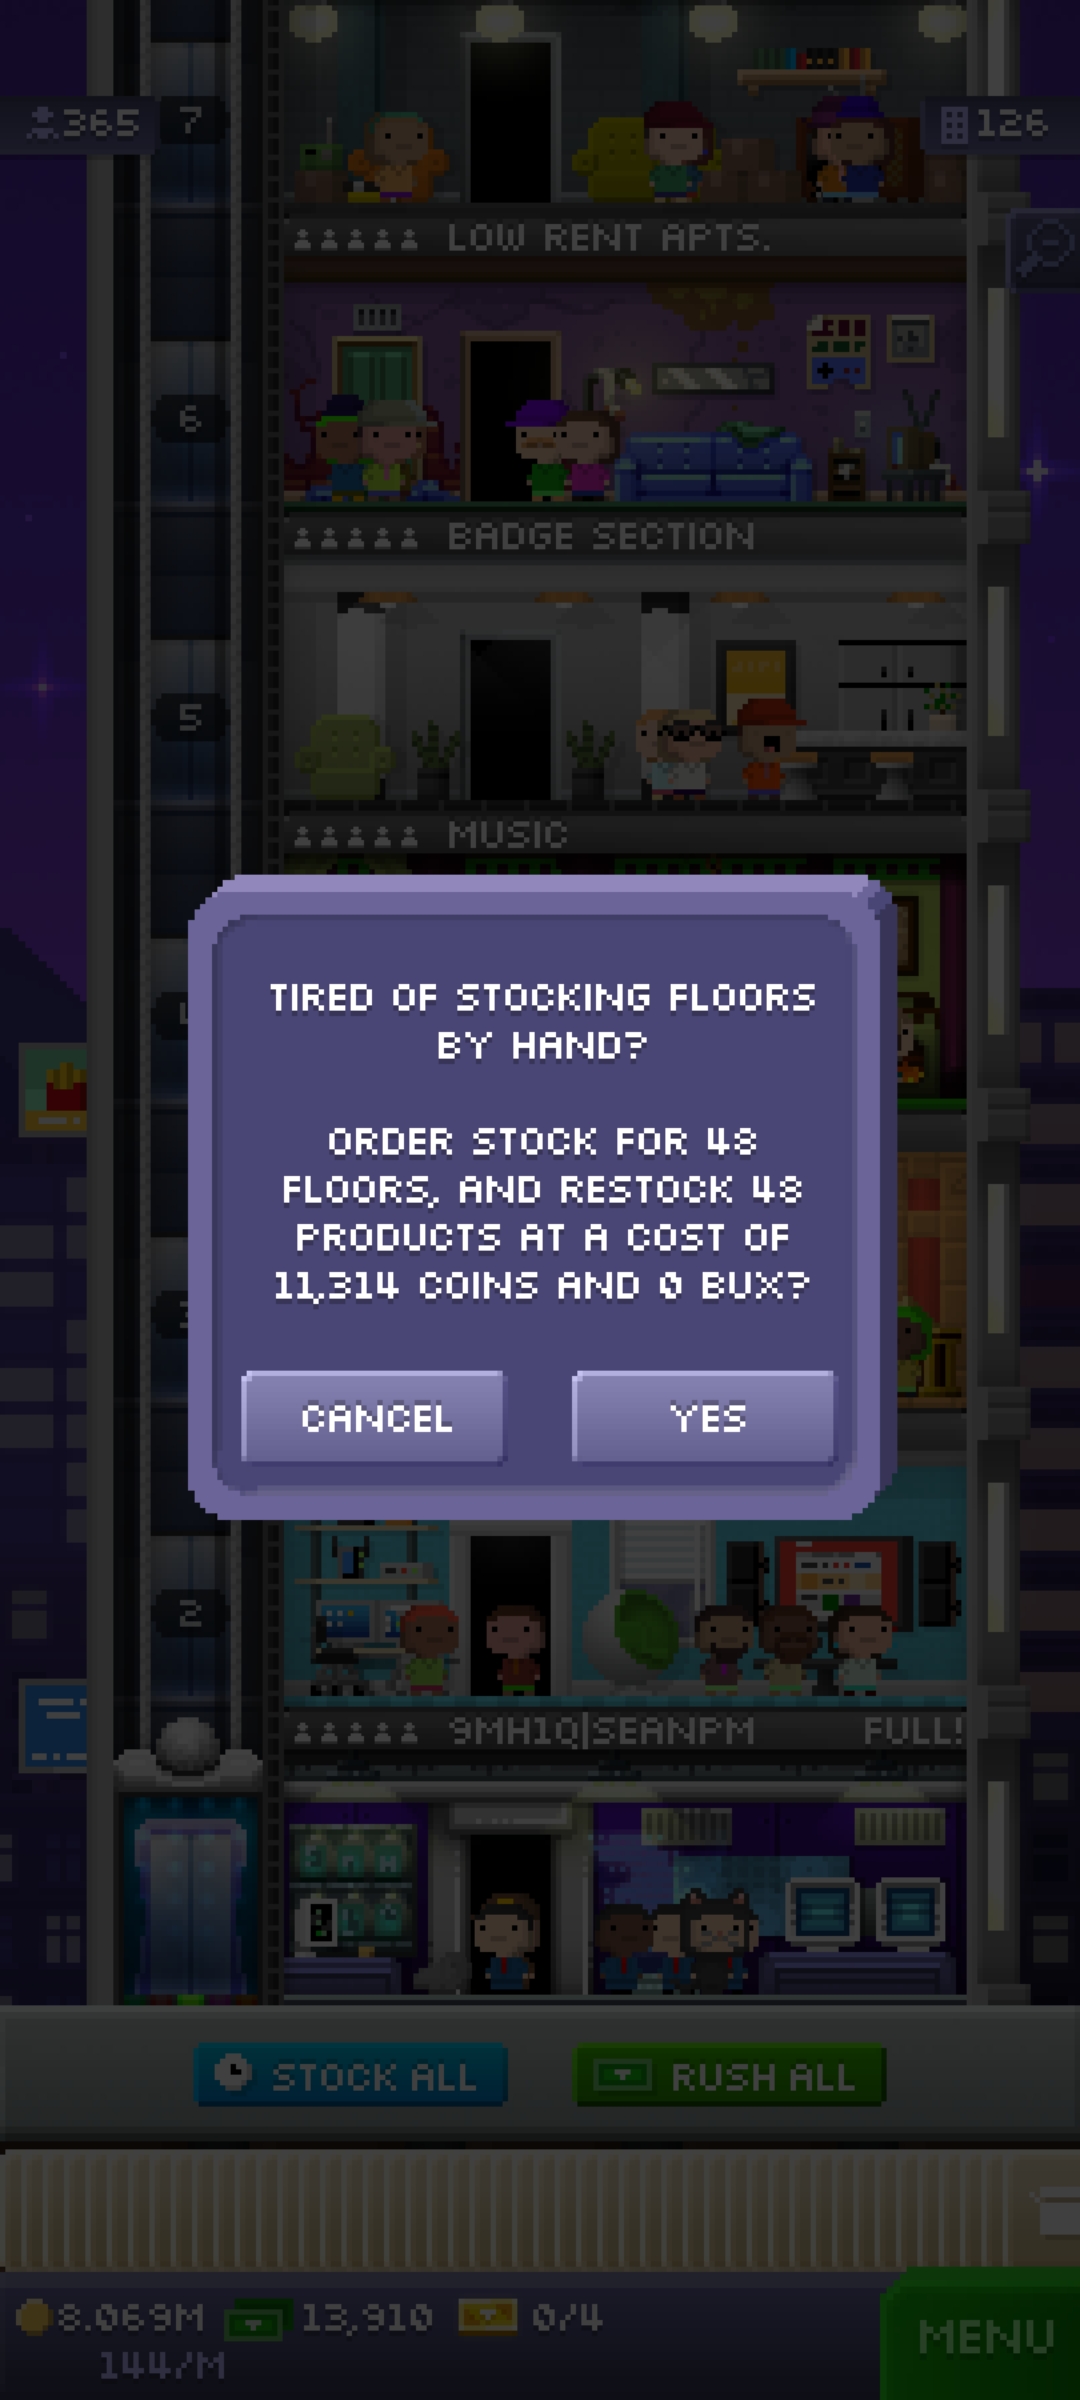 365
7
126
LOW RENT APTS.
6
BADGE SECTION
5
MUSIC
TIRED OF STOCKING FLOORS
BY HAND?
ORDER STOCK FOR 48
FLOORS, AND RESTOCK 48
PRODUCTS AT A COST OF
11,314 COINS AND 0 BUX?
CANCEL
YES
2
9MH1Q|SEANPM
FULL!
STOCK ALL
RUSH ALL
8.069M
13,910
0/4
144/M
MENU